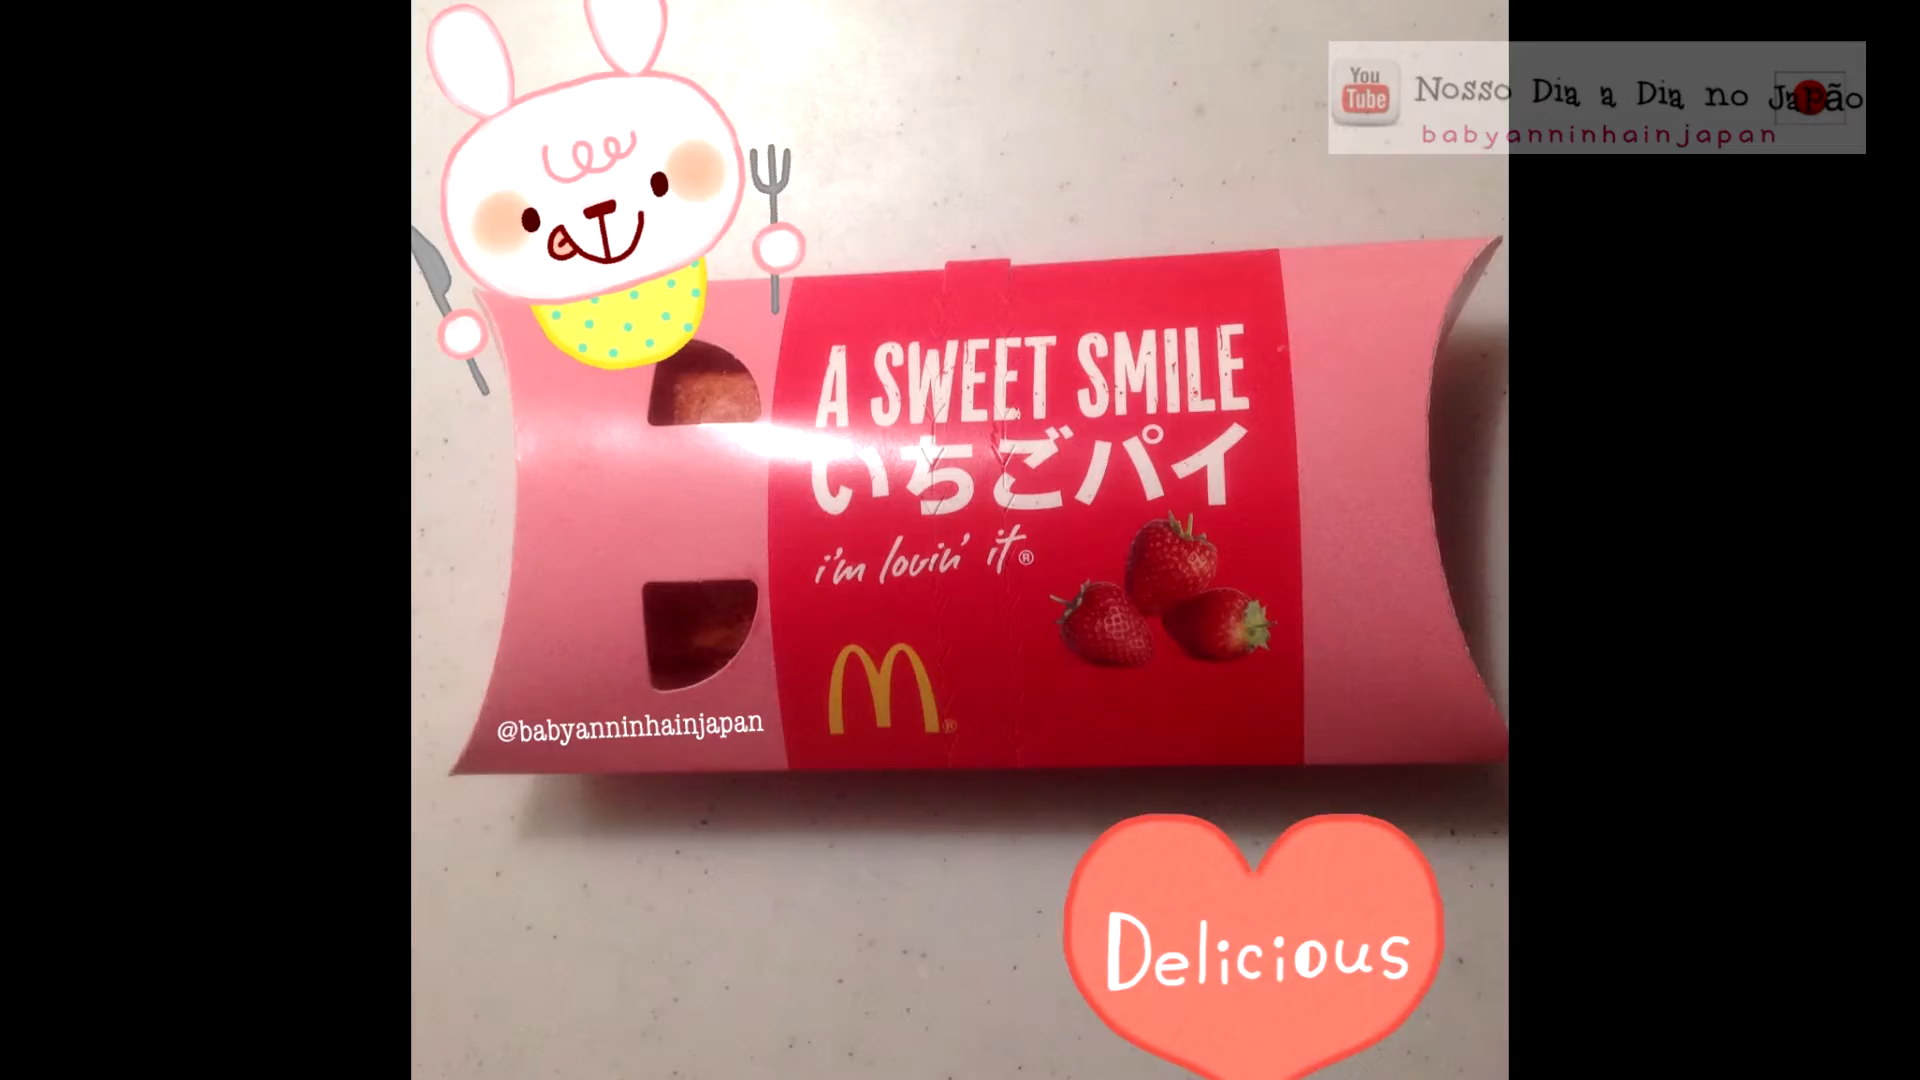 You
Tube
Nosso Dia a Dia no Japão
babyanninhainjapan
A SWEET SMILE
いちごパイ
i'm lovin' it®
M®
@babyanninhainjapan
Delicious